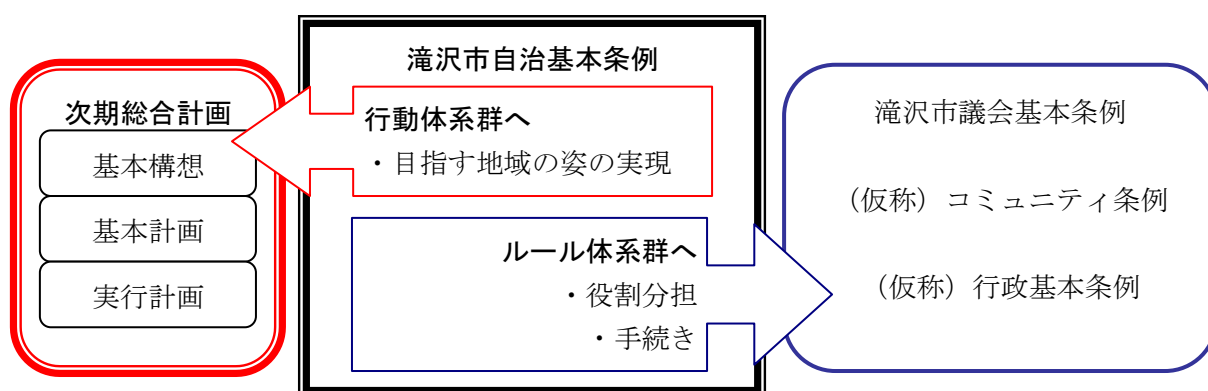 次期総合計画
基本構想
基本計画
実行計画
滝沢市自治基本条例
行動体系群へ
・目指す地域の姿の実現
ルール体系群へ
・役割分担
・手続き
滝沢市議会基本条例
（仮称）コミュニティ条例
（仮称）行政基本条例